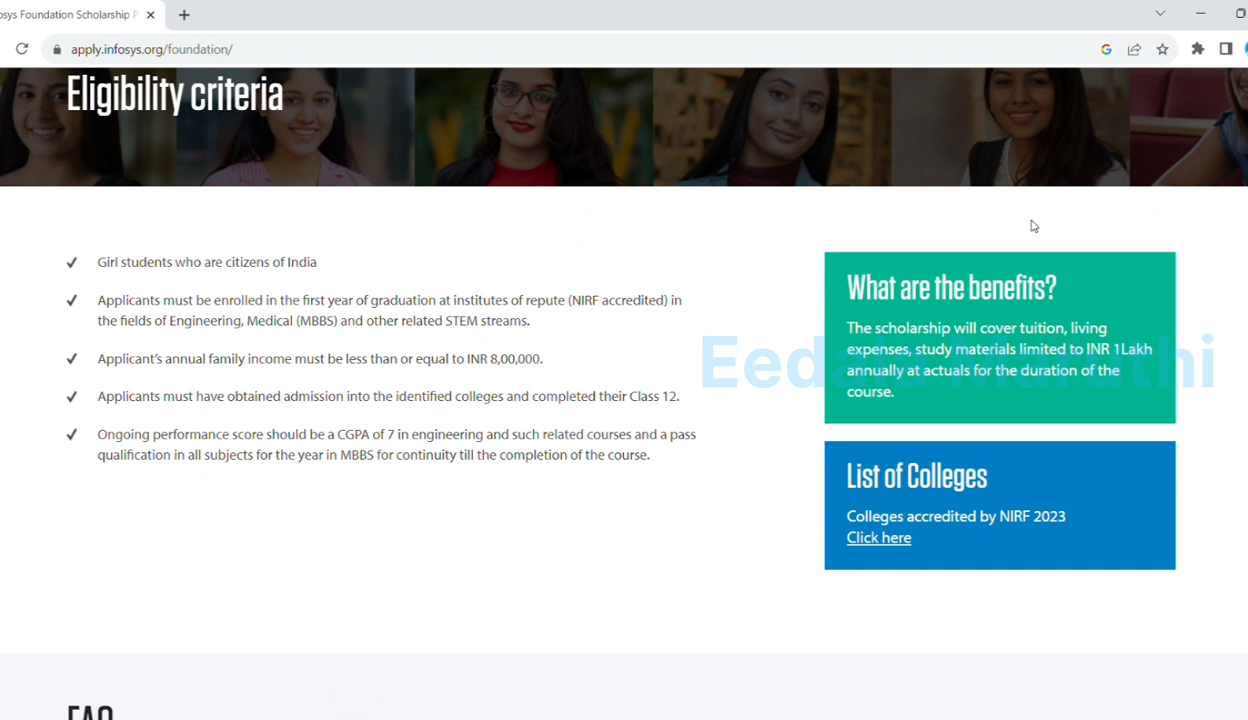 osys Foundation Scholarship P
apply.infosys.org/foundation/
Eligibility criteria
Girl students who are citizens of India
Applicants must be enrolled in the first year of graduation at institutes of repute (NIRF accredited) in
the fields of Engineering, Medical (MBBS) and other related STEM streams.
Applicant's annual family income must be less than or equal to INR 8,00,000.
Applicants must have obtained admission into the identified colleges and completed their Class 12.
Ongoing performance score should be a CGPA of 7 in engineering and such related courses and a pass
qualification in all subjects for the year in MBBS for continuity till the completion of the course.
What are the benefits?
The scholarship will cover tuition, living
expenses, study materials limited to INR 1Lakh
annually at actuals for the duration of the
course.
List of Colleges
Colleges accredited by NIRF 2023
Click here
FAQ